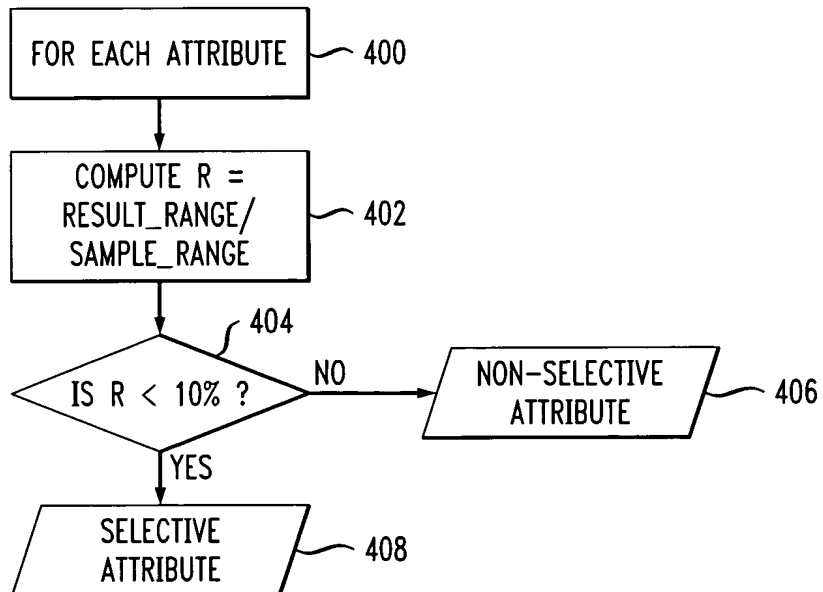 FOR EACH ATTRIBUTE
400
COMPUTE R =
RESULT_RANGE/
SAMPLE_RANGE
402
404
IS R < 10% ?
NO
NON-SELECTIVE
ATTRIBUTE
406
YES
SELECTIVE
ATTRIBUTE
408